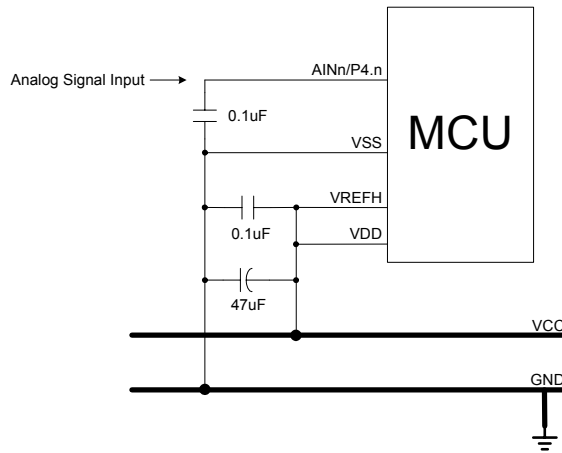 AINn/P4.n
Analog Signal Input
0.1uF
MCU
VSS
VREFH
0.1uF
VDD
47uF
VCC
GND